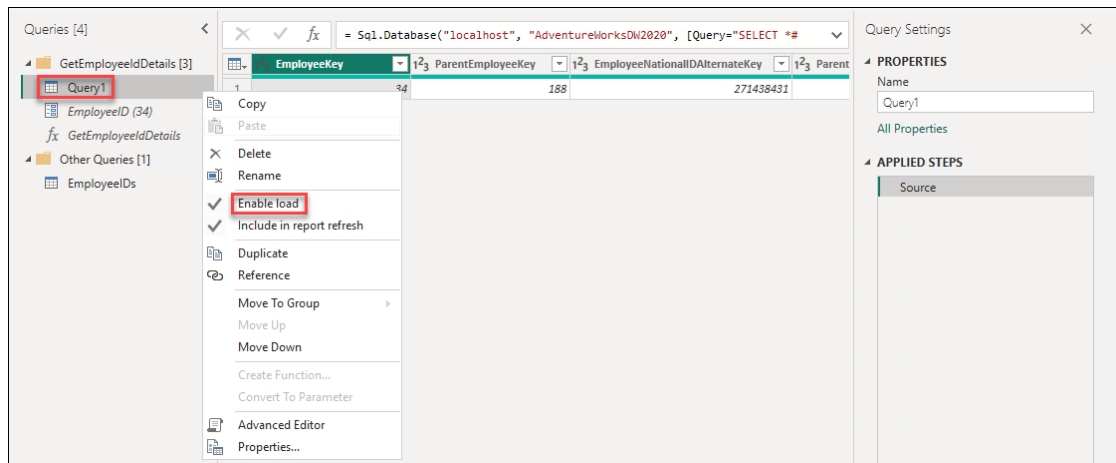 Queries [4]
= Sql.Database("localhost", "AdventureWorksDW2020", [Query="SELECT *#
Query Settings
GetEmployeeIdDetails [3]
Query1
EmployeeID (34)
GetEmployeeIdDetails
Other Queries [1]
EmployeeIDs
EmployeeKey
1²3 ParentEmployeeKey
1²3 EmployeeNationalIDAlternateKey
1²3 Parent
1
34
188
271438431
Copy
Paste
Delete
Rename
Enable load
Include in report refresh
Duplicate
Reference
Move To Group
Move Up
Move Down
Create Function...
Convert To Parameter
Advanced Editor
Properties...
PROPERTIES
Name
Query1
All Properties
APPLIED STEPS
Source